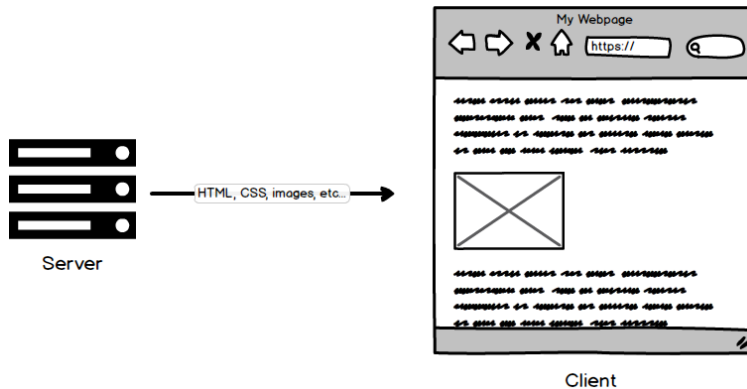 My Webpage
https://
HTML, CSS, images, etc...
Server
Client